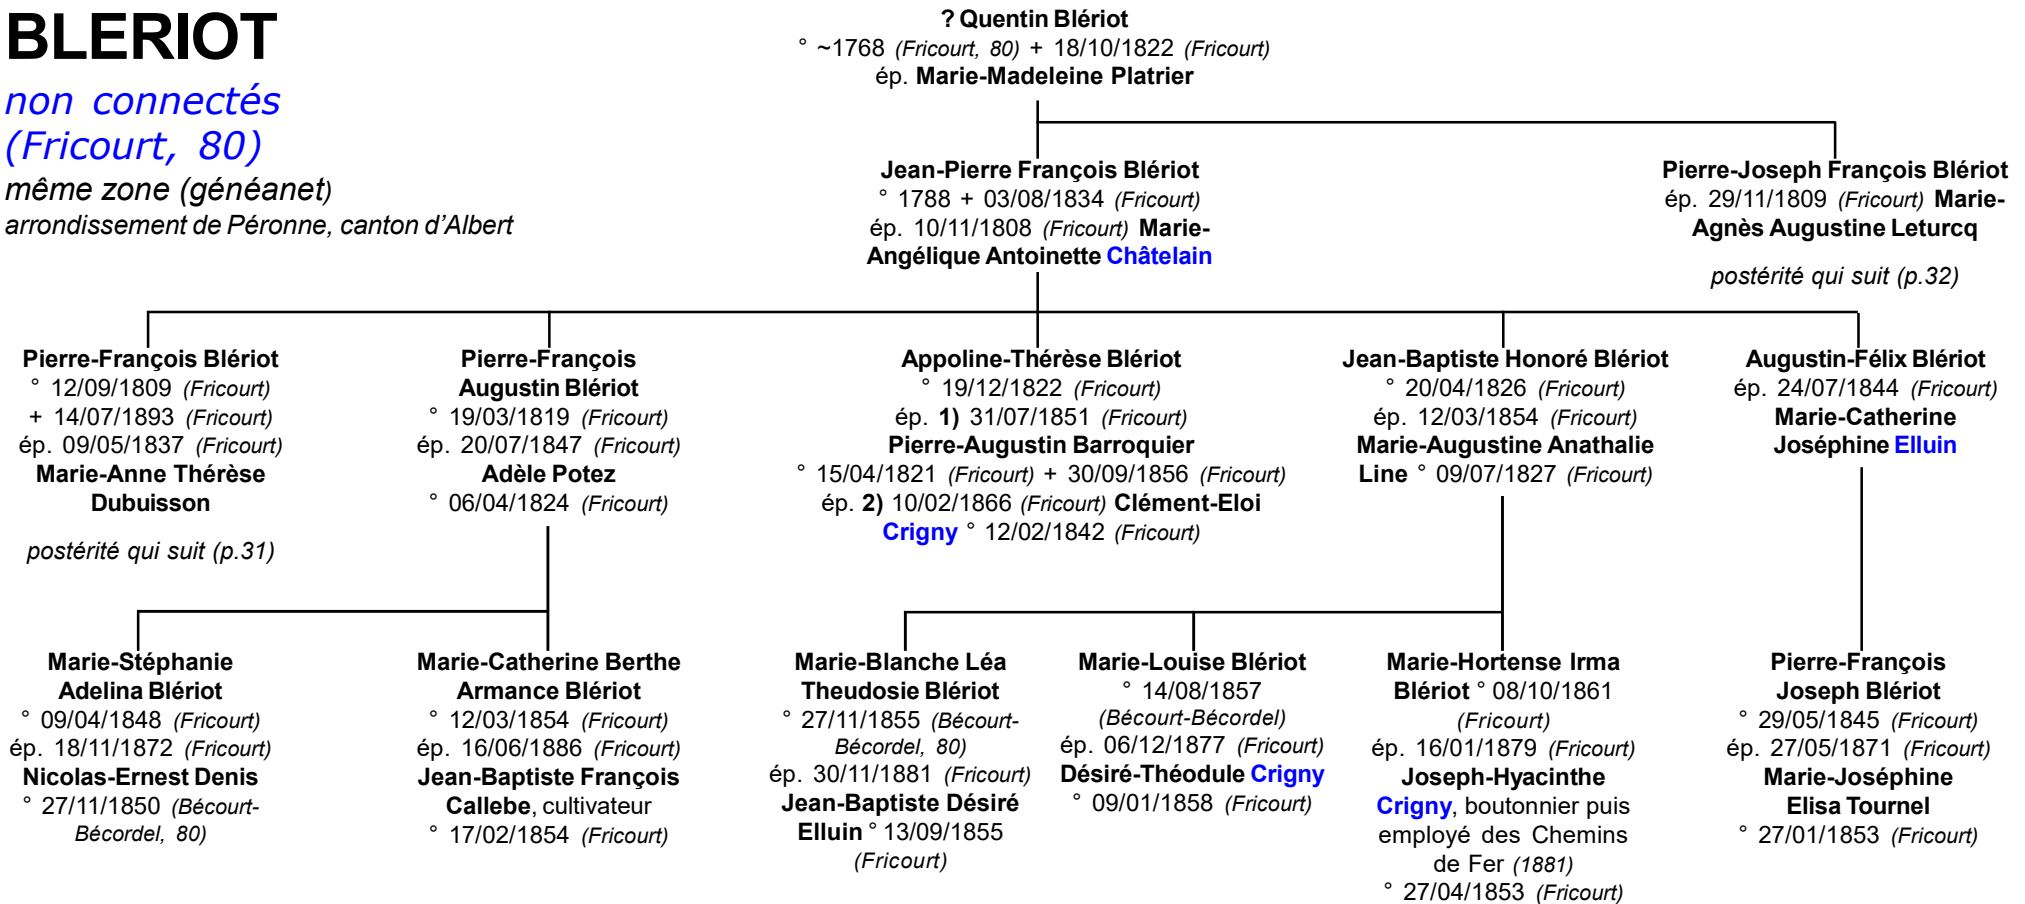 BLERIOT
non connectés
(Fricourt, 80)
même zone (généanet)
arrondissement de Péronne, canton d'Albert
? Quentin Blériot
° ~1768 (Fricourt, 80) + 18/10/1822 (Fricourt)
ép. Marie-Madeleine Platrier
Jean-Pierre François Blériot
° 1788 + 03/08/1834 (Fricourt)
ép. 10/11/1808 (Fricourt) Marie-
Angélique Antoinette Châtelain
Pierre-Joseph François Blériot
ép. 29/11/1809 (Fricourt) Marie-
Agnès Augustine Leturcq
postérité qui suit (p.32)
Pierre-François Blériot
° 12/09/1809 (Fricourt)
+ 14/07/1893 (Fricourt)
ép. 09/05/1837 (Fricourt)
Marie-Anne Thérèse
Dubuisson
postérité qui suit (p.31)
Pierre-François
Augustin Blériot
° 19/03/1819 (Fricourt)
ép. 20/07/1847 (Fricourt)
Adèle Potez
° 06/04/1824 (Fricourt)
Appoline-Thérèse Blériot
° 19/12/1822 (Fricourt)
ép. 1) 31/07/1851 (Fricourt)
Pierre-Augustin Barroquier
° 15/04/1821 (Fricourt) + 30/09/1856 (Fricourt)
ép. 2) 10/02/1866 (Fricourt) Clément-Eloi
Crigny ° 12/02/1842 (Fricourt)
Jean-Baptiste Honoré Blériot
° 20/04/1826 (Fricourt)
ép. 12/03/1854 (Fricourt)
Marie-Augustine Anathalie
Line ° 09/07/1827 (Fricourt)
Augustin-Félix Blériot
ép. 24/07/1844 (Fricourt)
Marie-Catherine
Joséphine Elluin
Marie-Stéphanie
Adelina Blériot
° 09/04/1848 (Fricourt)
ép. 18/11/1872 (Fricourt)
Nicolas-Ernest Denis
° 27/11/1850 (Bécourt-
Bécordel, 80)
Marie-Catherine Berthe
Armance Blériot
° 12/03/1854 (Fricourt)
ép. 16/06/1886 (Fricourt)
Jean-Baptiste François
Callebe, cultivateur
° 17/02/1854 (Fricourt)
Marie-Blanche Léa
Theudosie Blériot
° 27/11/1855 (Bécourt-
Bécordel, 80)
ép. 30/11/1881 (Fricourt)
Jean-Baptiste Désiré
Elluin ° 13/09/1855
(Fricourt)
Marie-Louise Blériot
° 14/08/1857
(Bécourt-Bécordel)
ép. 06/12/1877 (Fricourt)
Désiré-Théodule Crigny
° 09/01/1858 (Fricourt)
Marie-Hortense Irma
Blériot ° 08/10/1861
(Fricourt)
ép. 16/01/1879 (Fricourt)
Joseph-Hyacinthe
Crigny, boutonnier puis
employé des Chemins
de Fer (1881)
° 27/04/1853 (Fricourt)
Pierre-François
Joseph Blériot
° 29/05/1845 (Fricourt)
ép. 27/05/1871 (Fricourt)
Marie-Joséphine
Elisa Tournel
° 27/01/1853 (Fricourt)